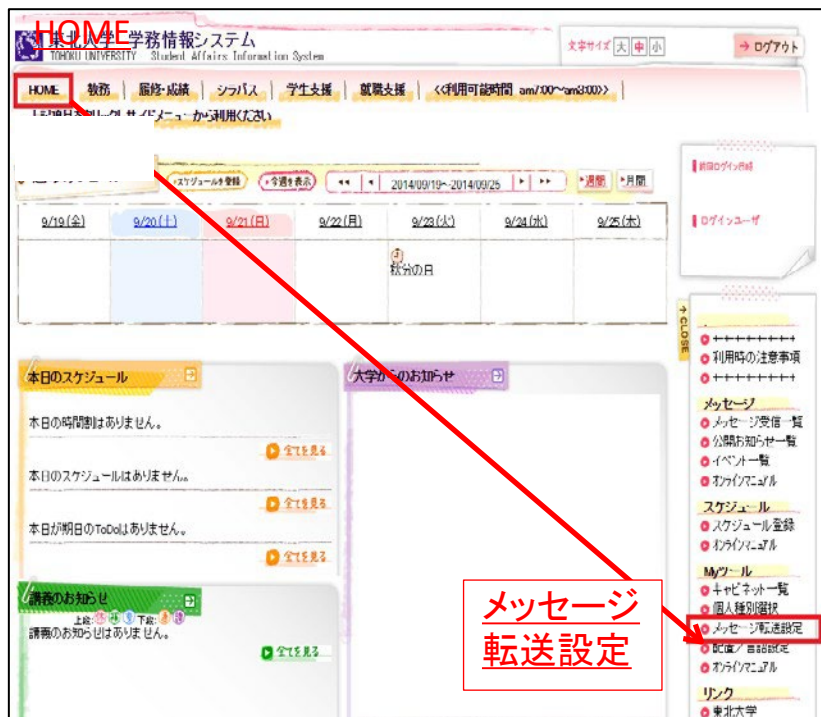 HOME
東北大学 学務情報システム
TOHOKU UNIVERSITY Student Affairs Information System
文字サイズ 大 中 小
ログアウト
HOME 教務 履修・成績 シラバス 学生支援 就職支援 <<利用可能時間 am7:00～am3:00>>
から利用ください
スケジュールを登録 今週を表示 2014/09/19～2014/09/25 週間 月間
前回ログイン日時
ログインユーザ
9/19(金) 9/20(土) 9/21(日) 9/22(月) 9/23(火) 9/24(水) 9/25(木)
秋分の日
CLOSE
利用時の注意事項
本日のスケジュール
本日の時間割はありません。
全てを見る
本日のスケジュールはありません。
全てを見る
本日が期日のToDoはありません。
全てを見る
大学からのお知らせ
講義のお知らせ
上段: 下段:
講義のお知らせはありません。
全てを見る
メッセージ
メッセージ受信一覧
公開お知らせ一覧
イベント一覧
オンラインマニュアル
スケジュール
スケジュール登録
オンラインマニュアル
Myツール
キャビネット一覧
個人種別選択
メッセージ転送設定
配置／言語設定
オンラインマニュアル
リンク
東北大学
メッセージ
転送設定